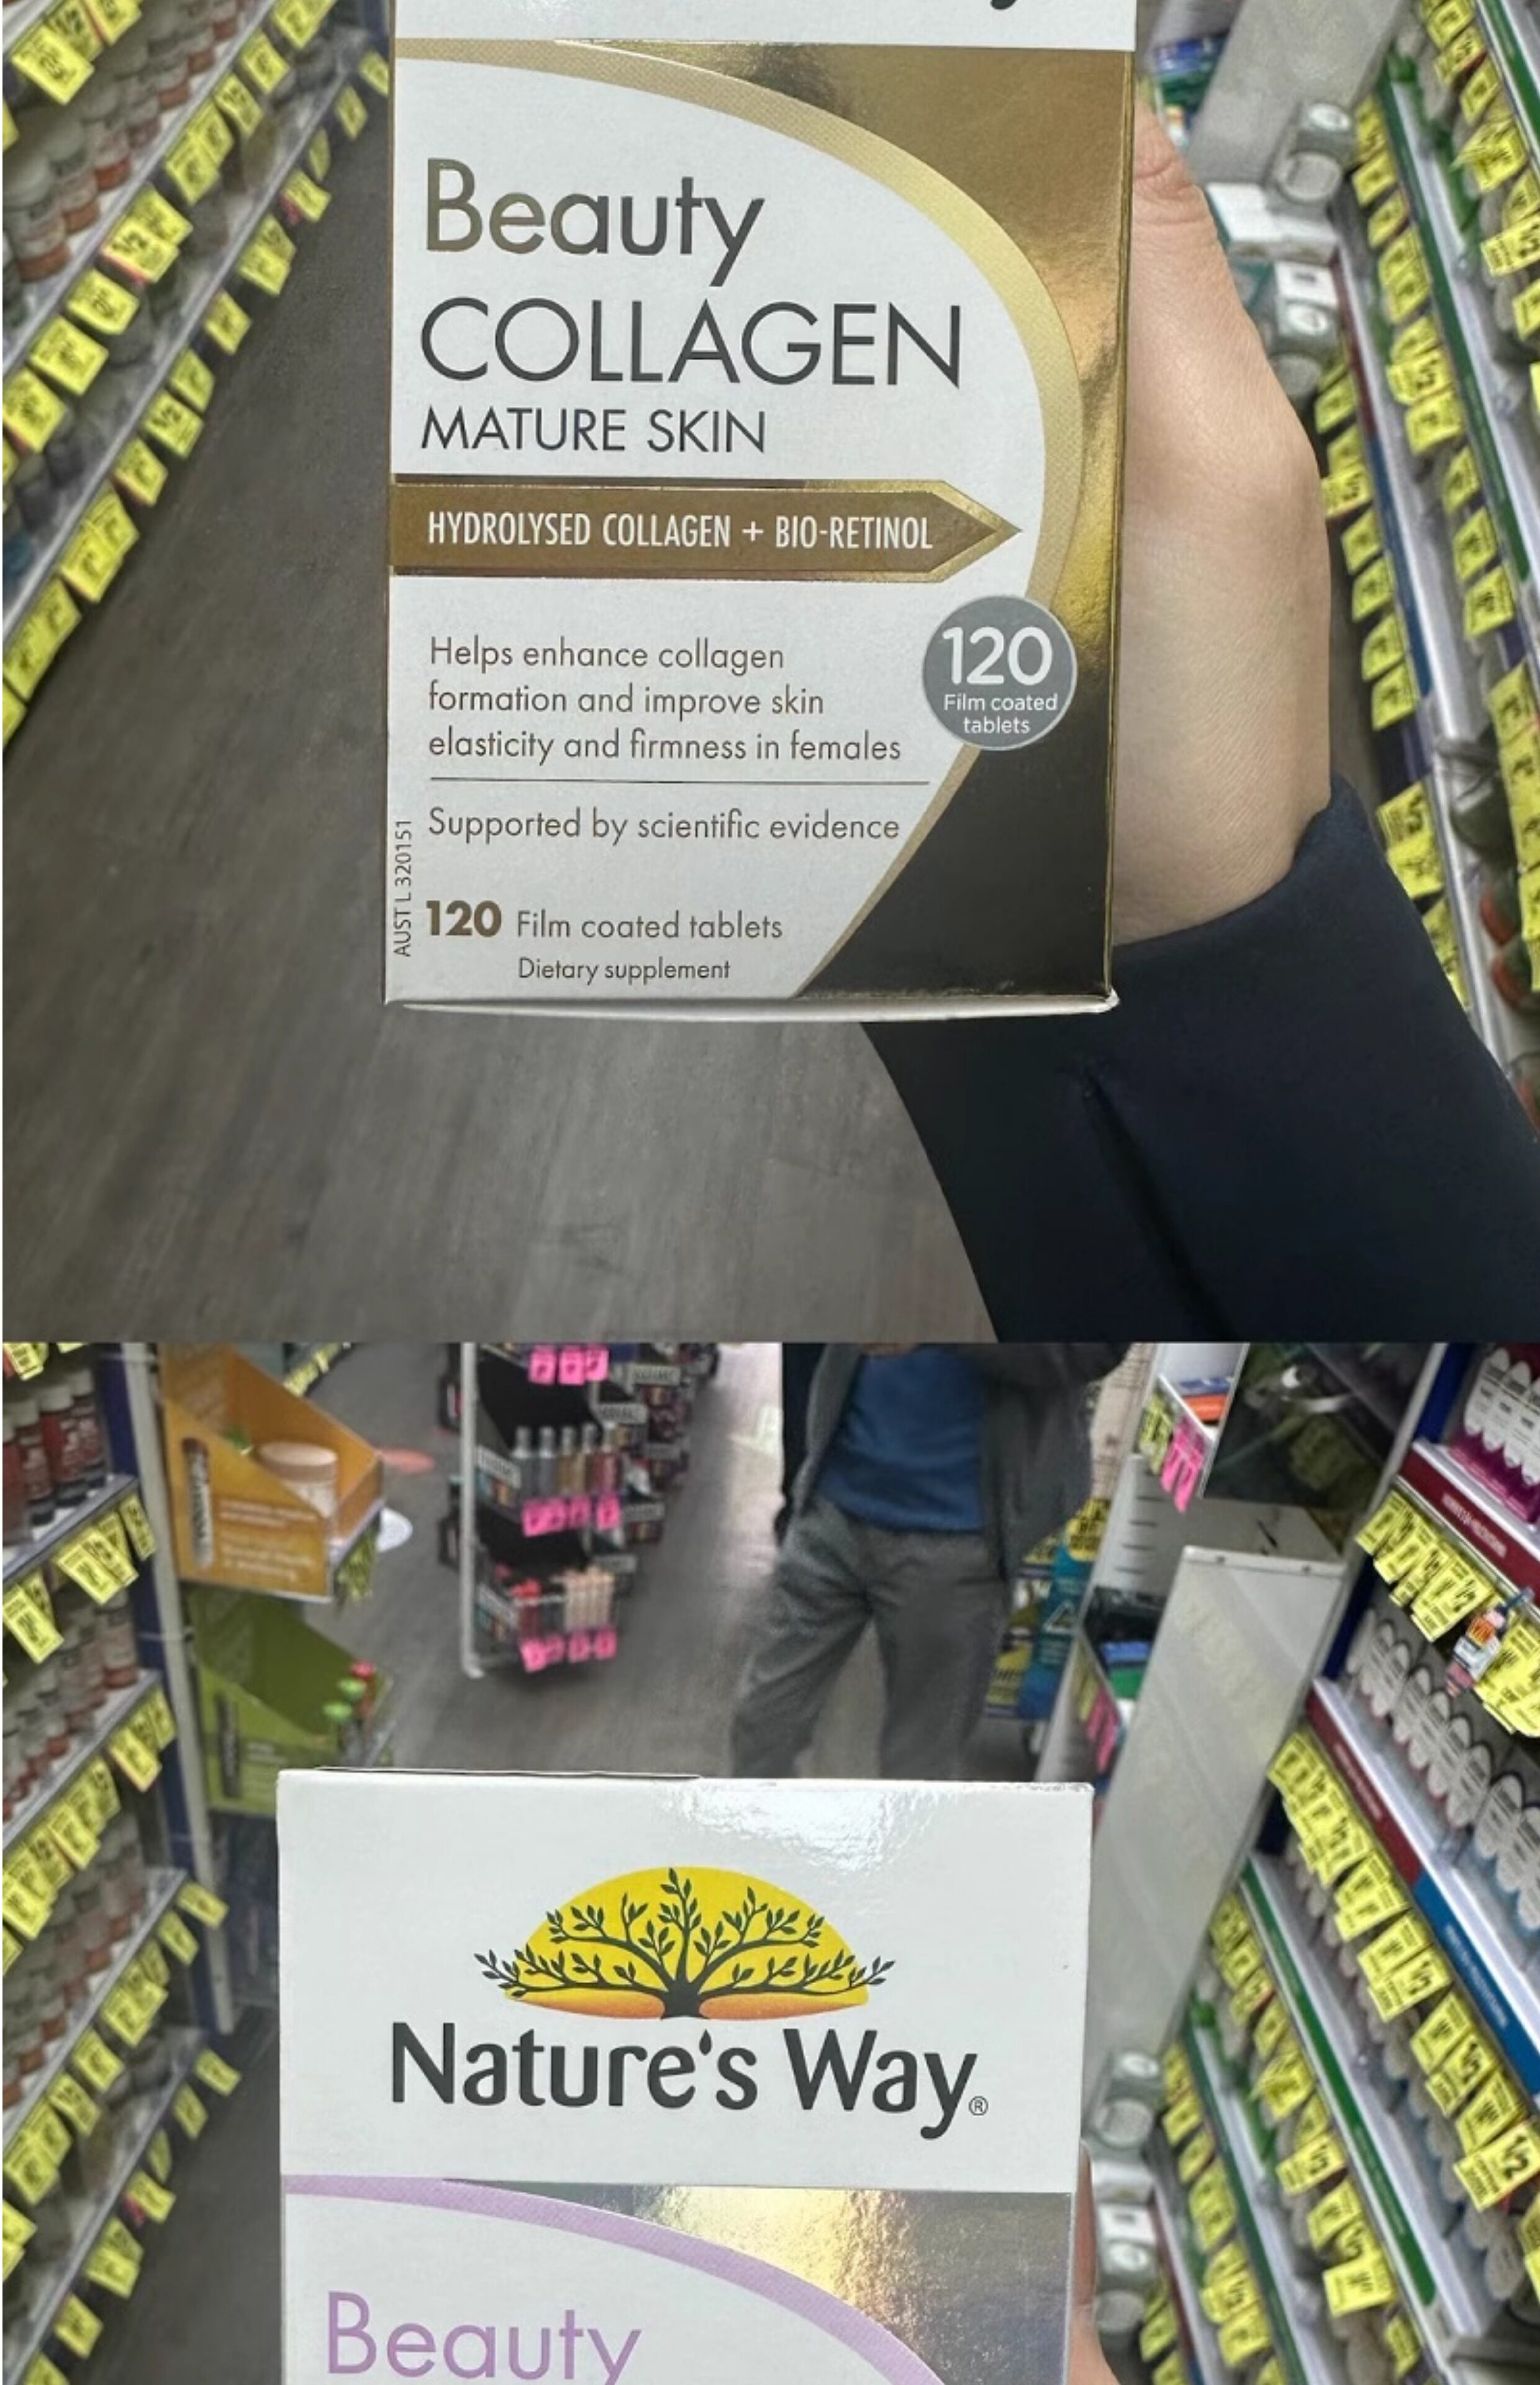 Beauty
COLLAGEN
MATURE SKIN
HYDROLYSED COLLAGEN + BIO-RETINOL
Helps enhance collagen
formation and improve skin
elasticity and firmness in females
120
Film coated
tablets
Supported by scientific evidence
AUST L 320151
120 Film coated tablets
Dietary supplement
Nature's Way®
Beauty